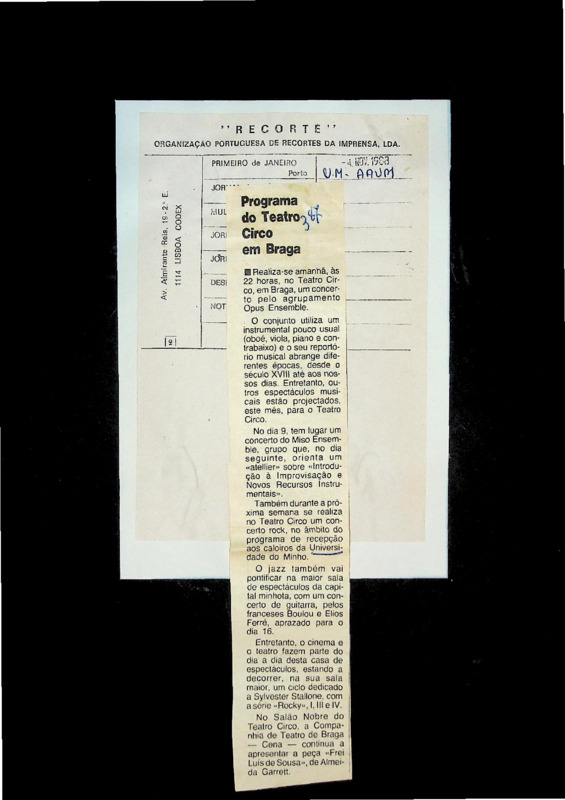 "RECORTE"
ORGANIZAÇÃO PORTUGUESA DE RECORTES DA IMPRENSA, LDA.
PRIMEIRO de JANEIRO
Porto
NOV. 1988
U.M- AAUM
JOR
MUL
JOR
JOR
DES
NOT
Av. Almirante Reis, 19-2.º E.
1114 LISBOA CODEX
Programa
do Teatro
Circo
em Braga
387
Realiza-se amanhã, às
22 horas, no Teatro Cir-
co, em Braga, um concer-
to pelo agrupamento
Opus Ensemble.
O conjunto utiliza um
instrumental pouco usual
(oboé, viola, piano e con-
trabaixo) e o seu reportó-
rio musical abrange dife-
rentes épocas, desde o
século XVIII até aos nos-
sos dias. Entretanto, ou-
tros espectáculos musi-
cais estão projectados,
este mês, para o Teatro
Circo.
No dia 9, tem lugar um
concerto do Miso Ensem-
ble, grupo que, no dia
seguinte, orienta um
«atellier» sobre «Introdu-
ção à Improvisação e
Novos Recursos Instru-
mentais».
Também durante a pró-
xima semana se realiza
no Teatro Circo um con-
certo rock, no âmbito do
programa de recepção
aos caloiros da Universi-
dade do Minho.
O jazz também vai
pontificar na maior sala
de espectáculos da capi-
tal minhota, com um con-
certo de guitarra, pelos
franceses Boulou e Elios
Ferré, aprazado para o
dia 16.
Entretanto, o cinema e
o teatro fazem parte do
dia a dia desta casa de
espectáculos, estando a
decorrer, na sua sala
maior, um ciclo dedicado
a Sylvester Stallone, com
a série «Rocky», I, III e IV.
No Salão Nobre do
Teatro Circo, a Compa-
nhia de Teatro de Braga
— Cena — continua a
apresentar a peça «Frei
Luís de Sousa», de Almei-
da Garrett.